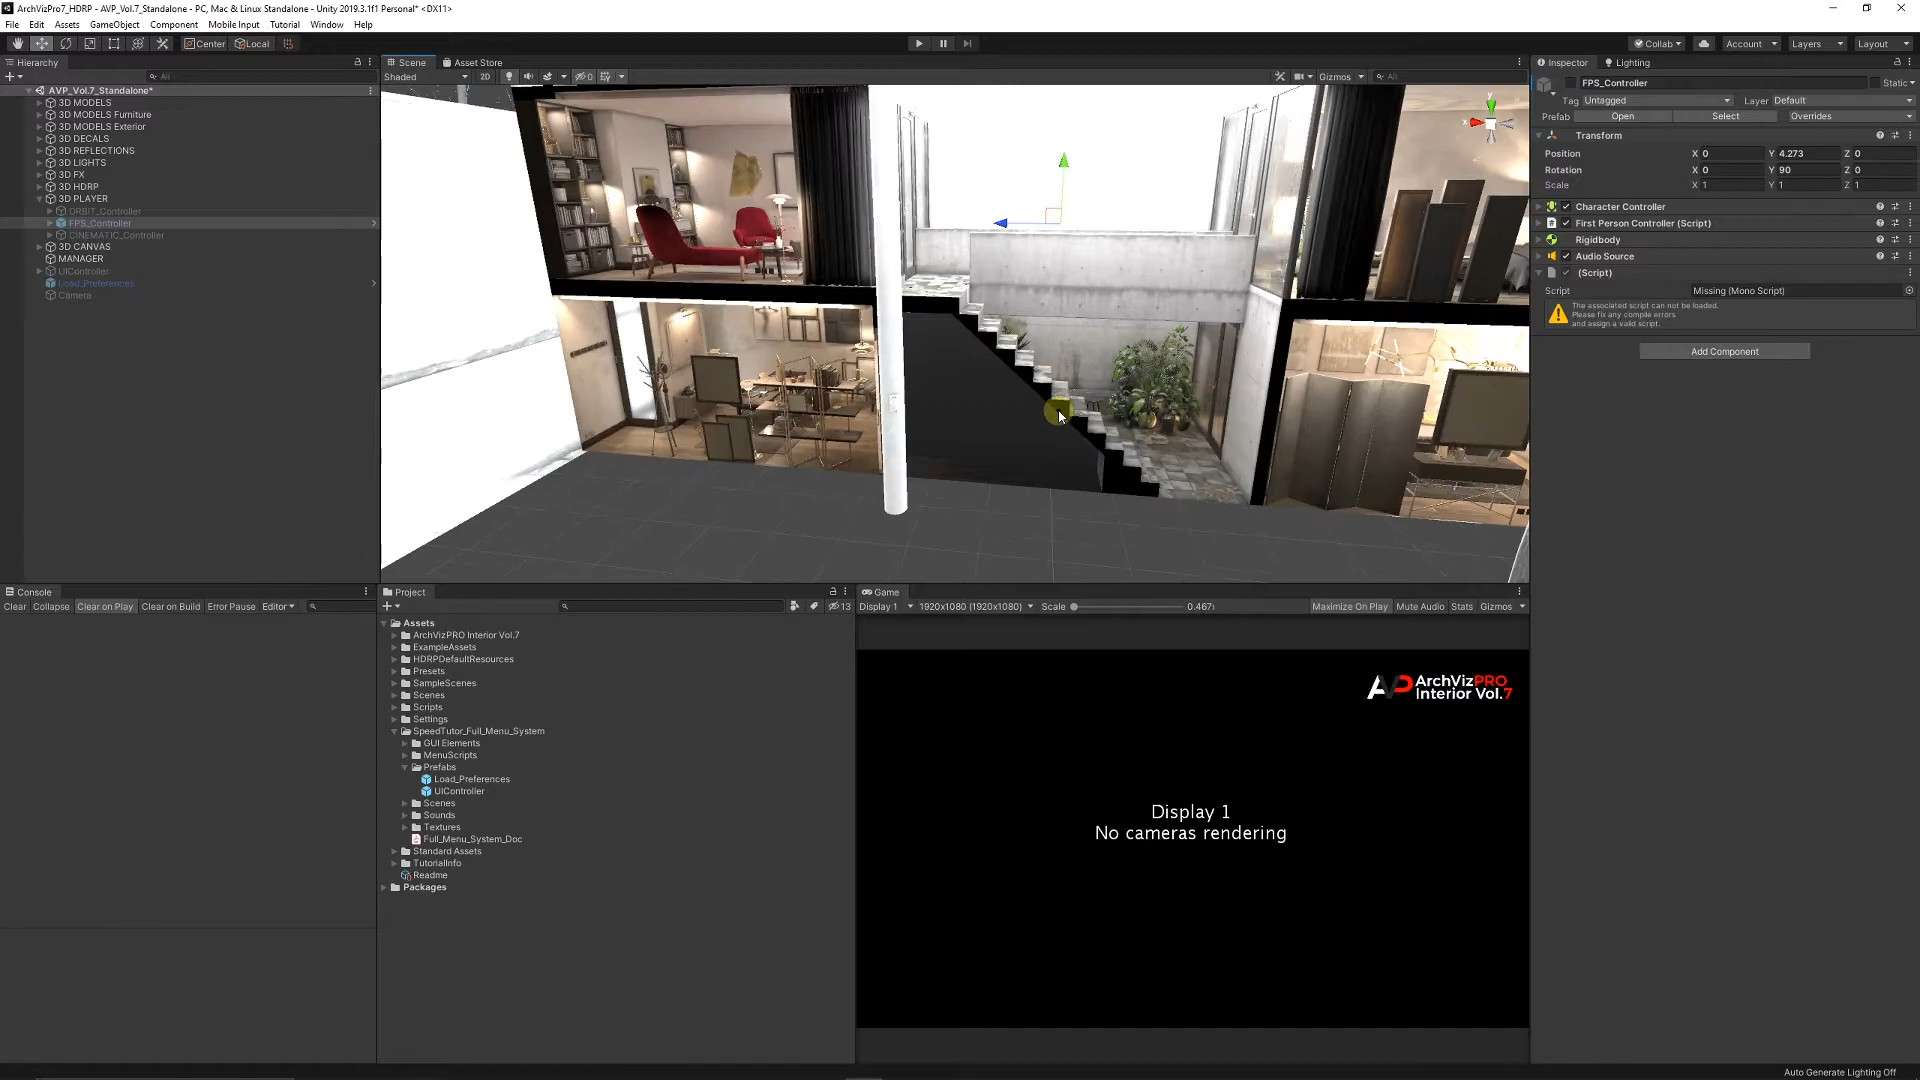 ArchVizPro7_HDRP - AVP_Vol.7_Standalone - PC, Mac & Linux Standalone - Unity 2019.3.1f1 Personal* <DX11>
File Edit Assets GameObject Component Mobile Input Tutorial Window Help
Center Local Collab Account Layers Layout
Hierarchy
All
AVP_Vol.7_Standalone*
3D MODELS
3D MODELS Furniture
3D MODELS Exterior
3D DECALS
3D REFLECTIONS
3D LIGHTS
3D FX
3D HDRP
3D PLAYER
ORBIT_Controller
FPS_Controller
CINEMATIC_Controller
3D CANVAS
MANAGER
UIController
Load_Preferences
Camera
Scene Asset Store
Shaded 2D 0 Gizmos All
y
x
Inspector Lighting
FPS_Controller Static
Tag Untagged Layer Default
Prefab Open Select Overrides
Transform
Position X 0 Y 4.273 Z 0
Rotation X 0 Y 90 Z 0
Scale X 1 Y 1 Z 1
Character Controller
First Person Controller (Script)
Rigidbody
Audio Source
(Script)
Script Missing (Mono Script)
The associated script can not be loaded.
Please fix any compile errors
and assign a valid script.
Add Component
Console
Clear Collapse Clear on Play Clear on Build Error Pause Editor
Project
13
Assets
ArchVizPRO Interior Vol.7
ExampleAssets
HDRPDefaultResources
Presets
SampleScenes
Scenes
Scripts
Settings
SpeedTutor_Full_Menu_System
GUI Elements
MenuScripts
Prefabs
Load_Preferences
UIController
Scenes
Sounds
Textures
Full_Menu_System_Doc
Standard Assets
TutorialInfo
Readme
Packages
Game
Display 1 1920x1080 (1920x1080) Scale 0.467 Maximize On Play Mute Audio Stats Gizmos
ArchVizPRO
Interior Vol.7
Display 1
No cameras rendering
Auto Generate Lighting Off